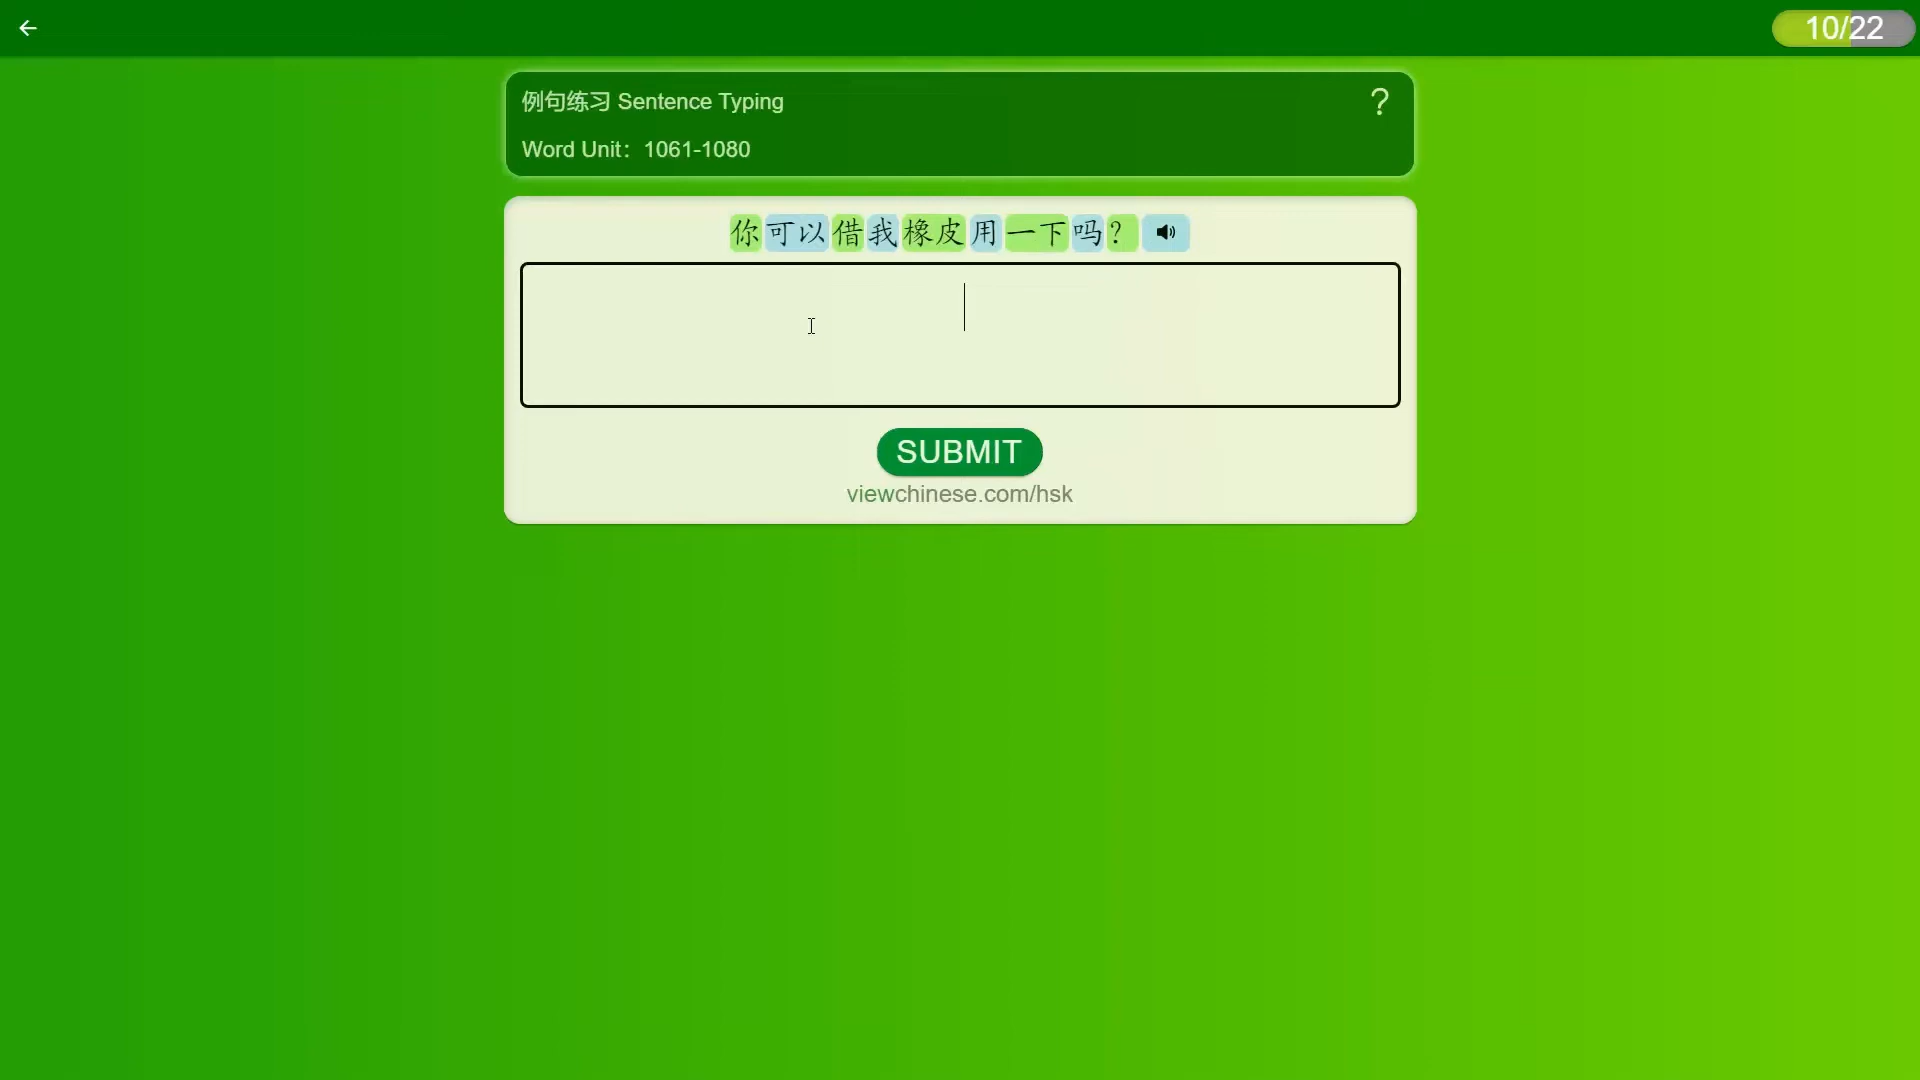 10/22
例句练习 Sentence Typing
?
Word Unit：1061-1080
你可以借我橡皮用一下吗？
SUBMIT
viewchinese.com/hsk